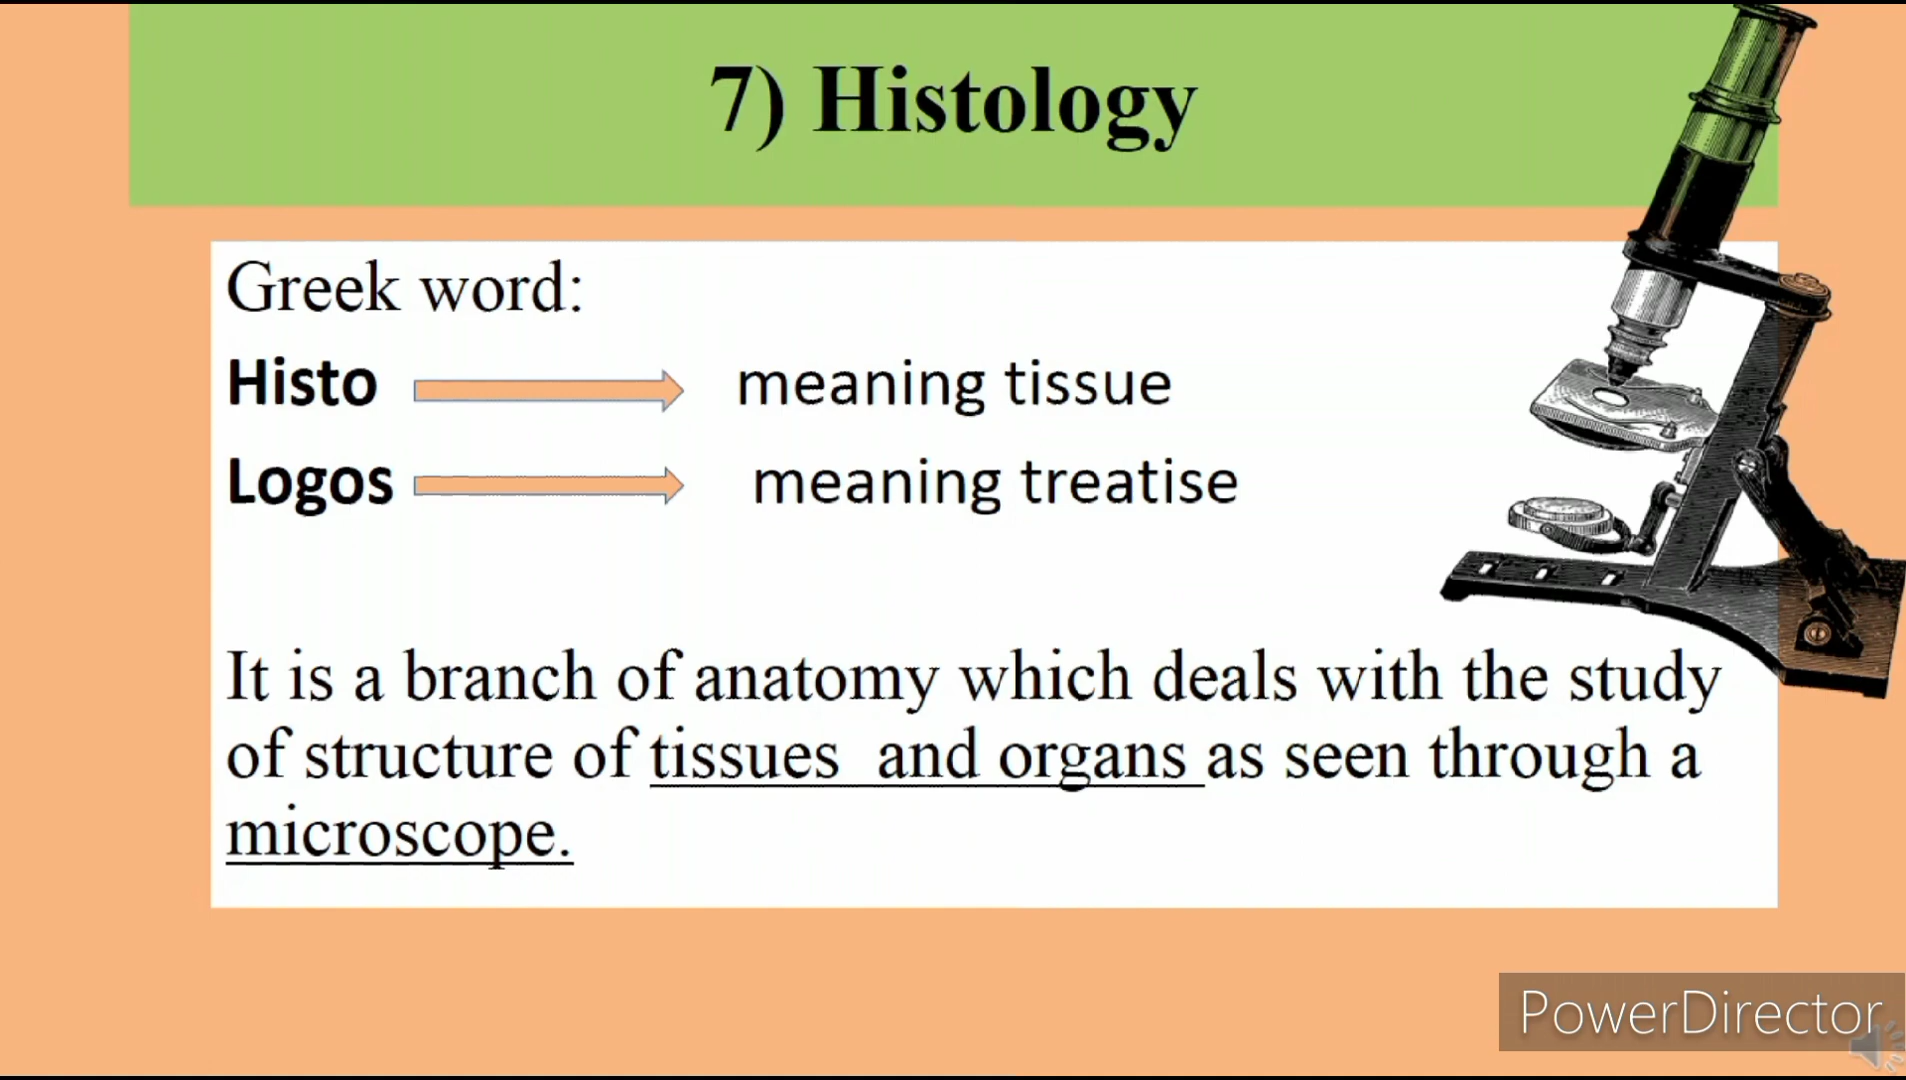 7) Histology
Greek word:
Histo meaning tissue
Logos meaning treatise
It is a branch of anatomy which deals with the study
of structure of tissues and organs as seen through a
microscope.
PowerDirector